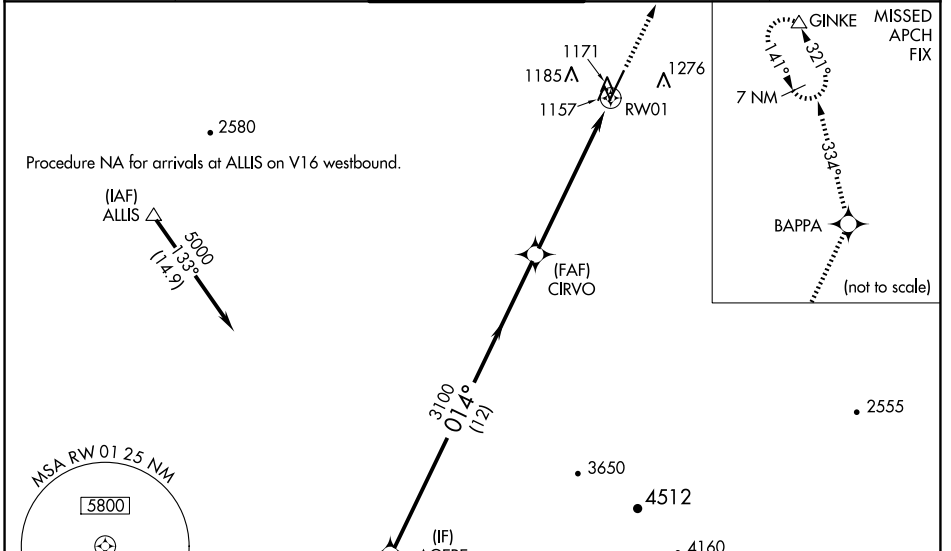 1171
1185
1276
1157
RW01
2580
Procedure NA for arrivals at ALLIS on V16 westbound.
(IAF)
ALLIS
5000
133°
(14.9)
(FAF)
CIRVO
3100
014°
(12)
2555
3650
4512
4160
(IF)
MSA RW 01 25 NM
5800
MISSED
APCH
FIX
GINKE
141°
321°
7 NM
334°
BAPPA
(not to scale)